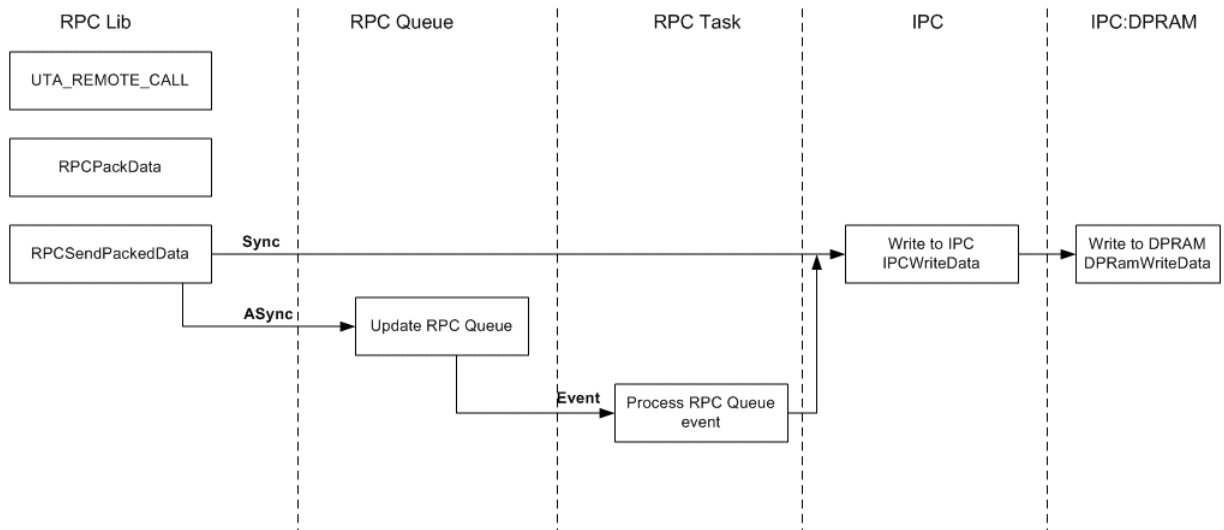 RPC Lib
RPC Queue
RPC Task
IPC
IPC:DPRAM
UTA_REMOTE_CALL
RPCPackData
RPCSendPackedData
Sync
Write to IPC
IPCWriteData
Write to DPRAM
DPRamWriteData
ASync
Update RPC Queue
Event
Process RPC Queue
event